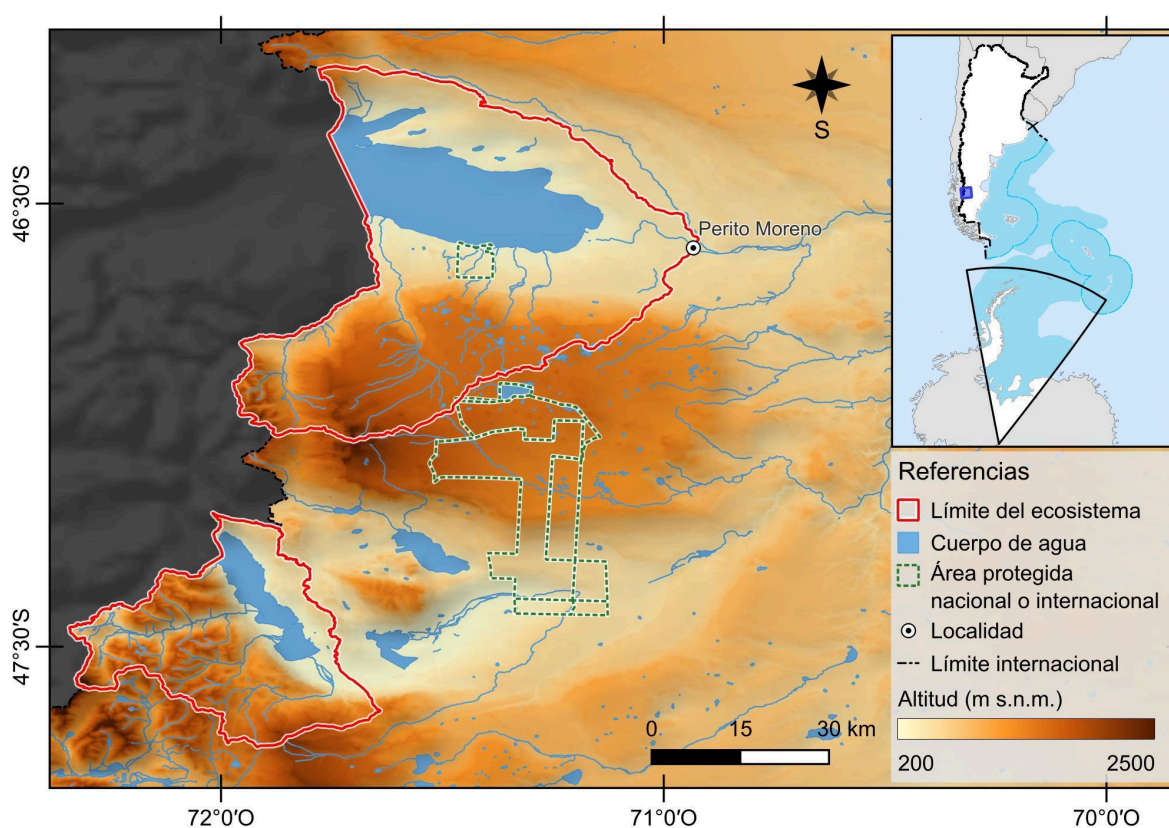 S
46°30'S
Perito Moreno
47°30'S
0 15 30 km
72°0'O
71°0'O
70°0'O
Referencias
Límite del ecosistema
Cuerpo de agua
Área protegida
nacional o internacional
Localidad
Límite internacional
Altitud (m s.n.m.)
200 2500